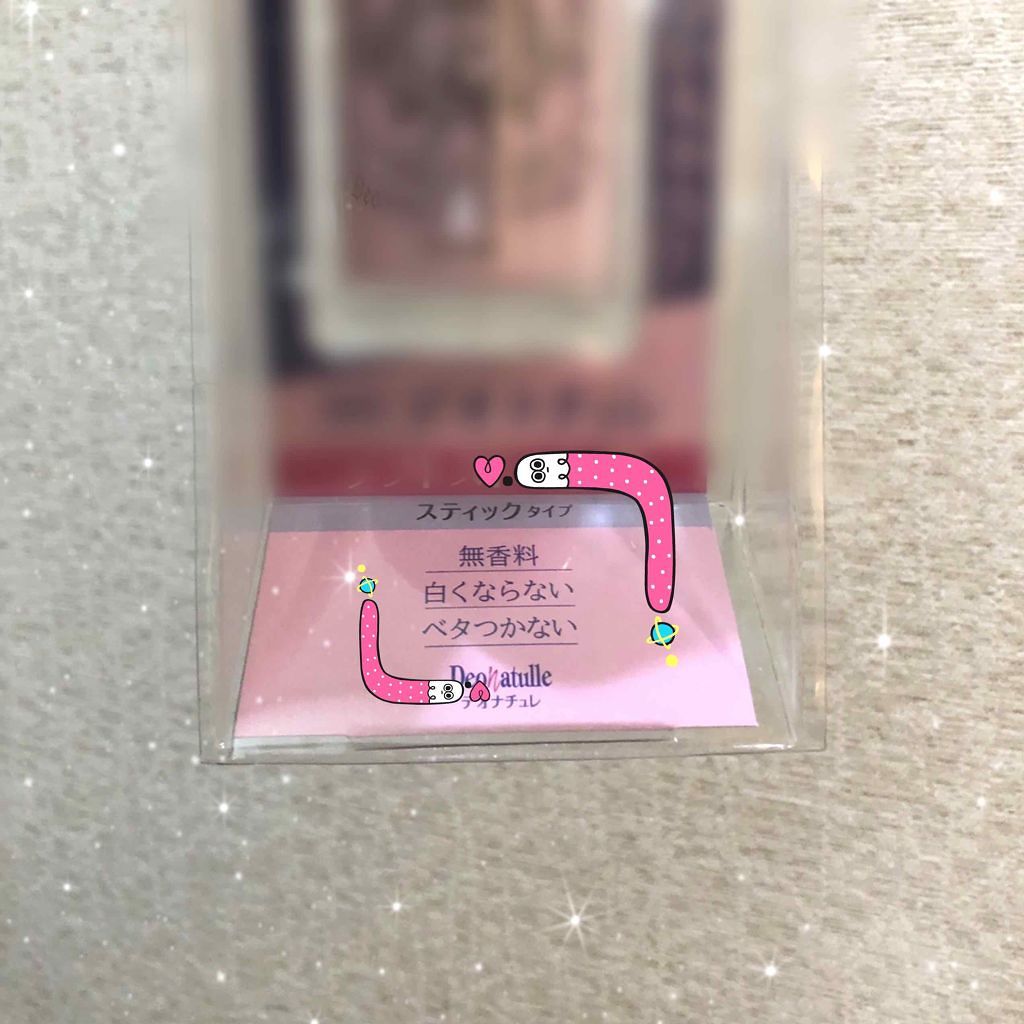 スティックタイプ
無香料
白くならない
ベタつかない
Deonatulle
デオナチュレ